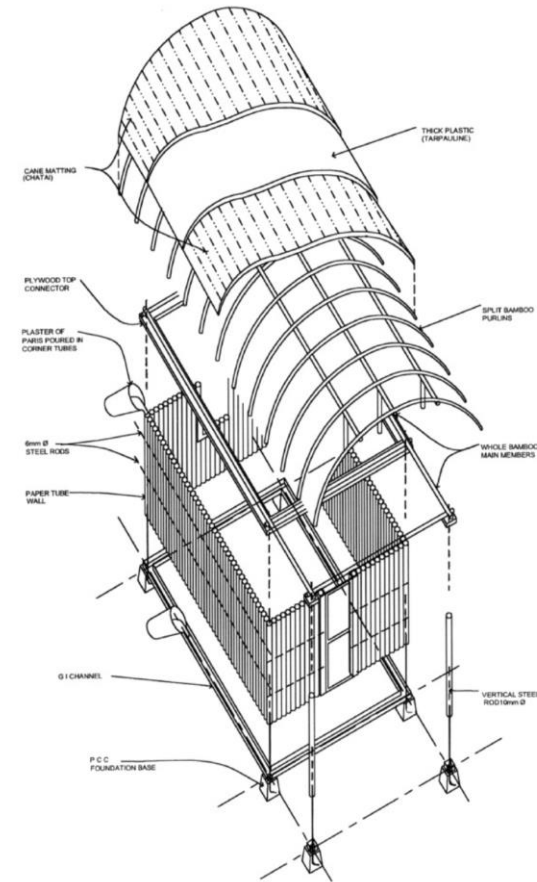 THICK PLASTIC
(TARPAULINE)
CANE MATTING
(CHATAI)
PLYWOOD TOP
CONNECTOR
SPLIT BAMBOO
PURLINS
PLASTER OF
PARIS POURED IN
CORNER TUBES
6mm Ø
STEEL RODS
WHOLE BAMBOO
MAIN MEMBERS
PAPER TUBE
WALL
G I CHANNEL
VERTICAL STEEL
ROD10mm Ø
P C C
FOUNDATION BASE